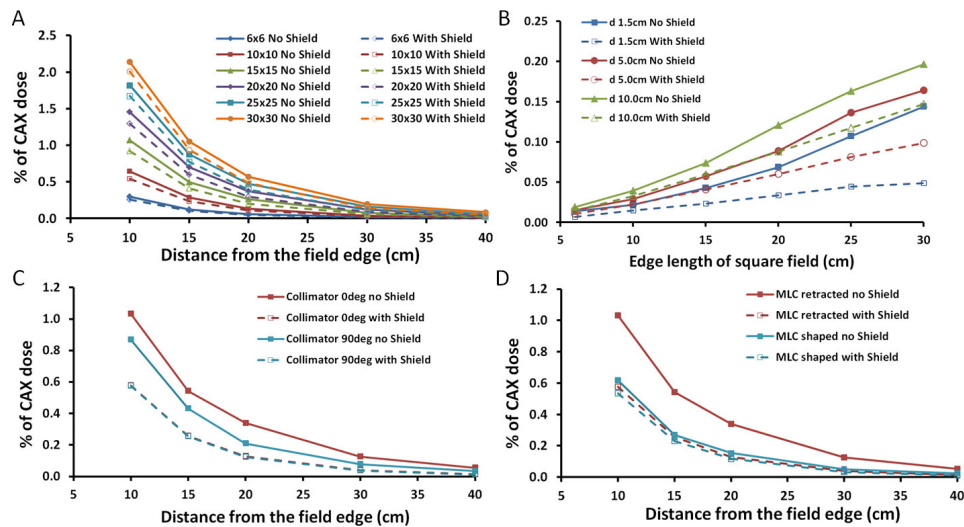 A
2.5
2.0
1.5
1.0
0.5
0.0
% of CAX dose
6x6 No Shield
6x6 With Shield
10x10 No Shield
10x10 With Shield
15x15 No Shield
15x15 With Shield
20x20 No Shield
20x20 With Shield
25x25 No Shield
25x25 With Shield
30x30 No Shield
30x30 With Shield
5 10 15 20 25 30 35 40
Distance from the field edge (cm)
B
0.25
0.20
0.15
0.10
0.05
0.00
% of CAX dose
d 1.5cm No Shield
d 1.5cm With Shield
d 5.0cm No Shield
d 5.0cm With Shield
d 10.0cm No Shield
d 10.0cm With Shield
5 10 15 20 25 30
Edge length of square field (cm)
C
1.2
1.0
0.8
0.6
0.4
0.2
0.0
% of CAX dose
Collimator 0deg no Shield
Collimator 0deg with Shield
Collimator 90deg no Shield
Collimator 90deg with Shield
5 10 15 20 25 30 35 40
Distance from the field edge (cm)
D
1.2
1.0
0.8
0.6
0.4
0.2
0.0
% of CAX dose
MLC retracted no Shield
MLC retracted with Shield
MLC shaped no Shield
MLC shaped with Shield
5 10 15 20 25 30 35 40
Distance from the field edge (cm)